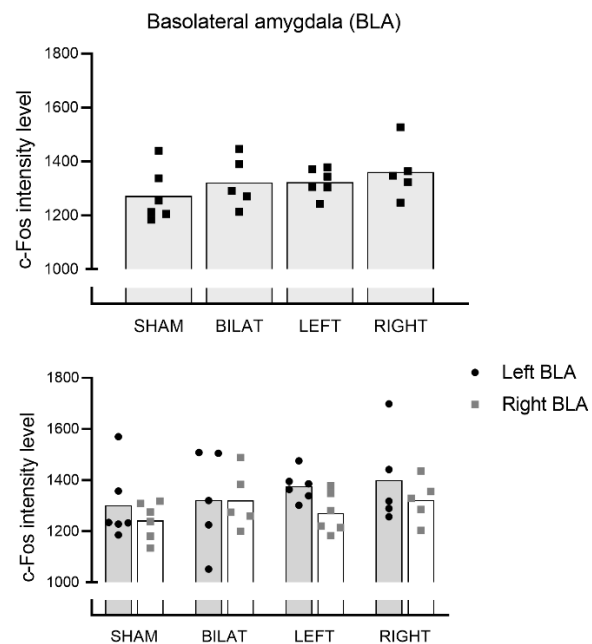 Basolateral amygdala (BLA)
c-Fos intensity level
1800
1600
1400
1200
1000
SHAM BILAT LEFT RIGHT
Left BLA
Right BLA
c-Fos intensity level
1800
1600
1400
1200
1000
SHAM BILAT LEFT RIGHT